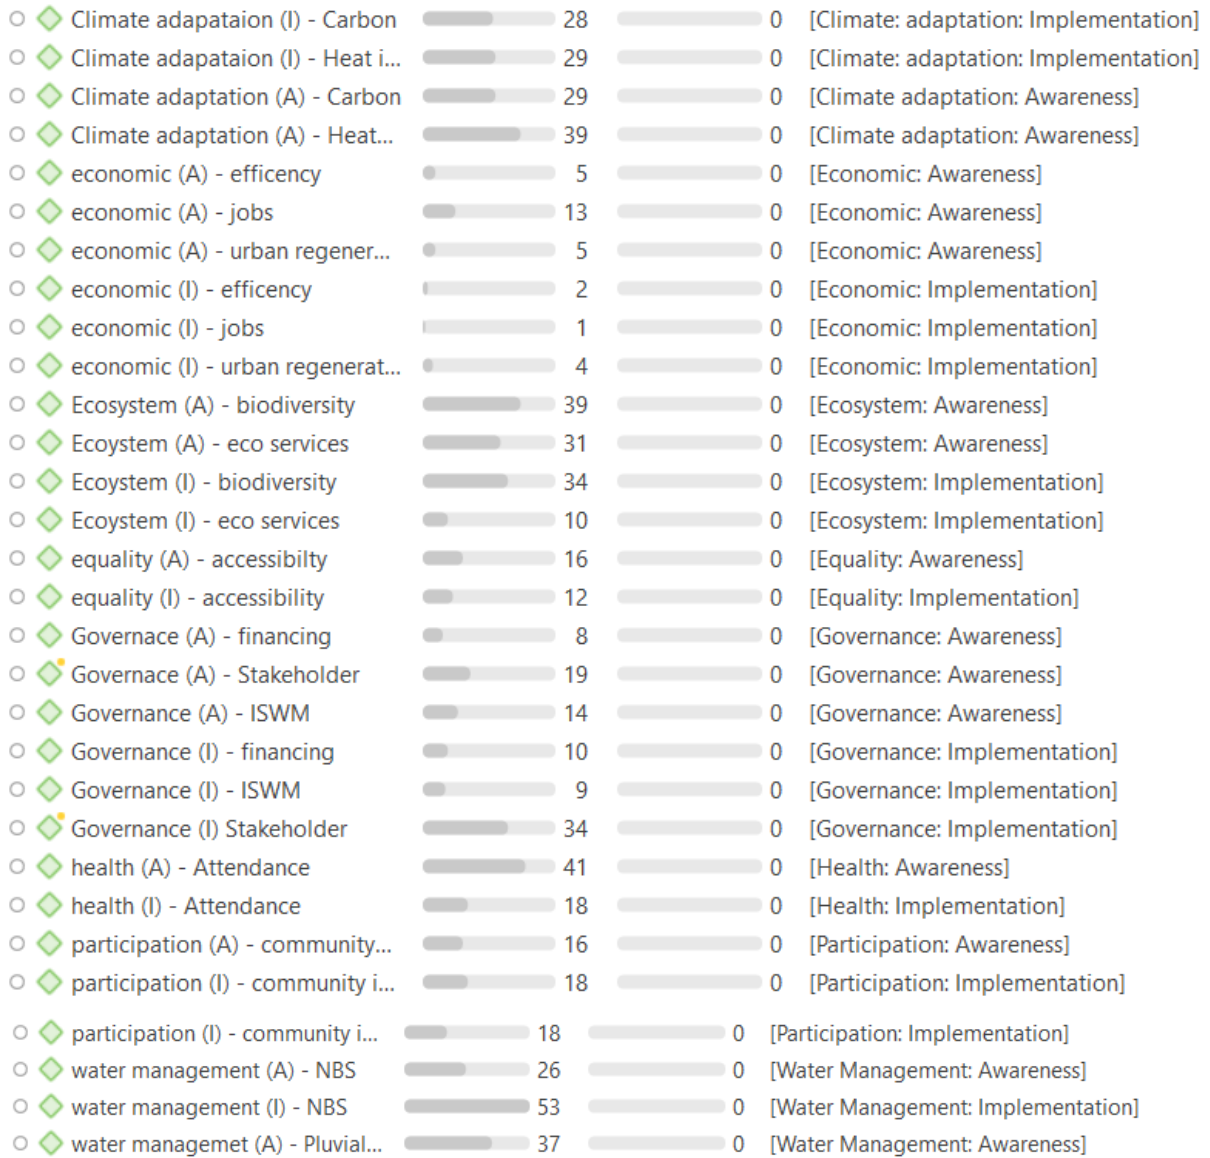 Climate adapataion (I) - Carbon 28 0 [Climate: adaptation: Implementation]
Climate adapataion (I) - Heat i... 29 0 [Climate: adaptation: Implementation]
Climate adaptation (A) - Carbon 29 0 [Climate adaptation: Awareness]
Climate adaptation (A) - Heat... 39 0 [Climate adaptation: Awareness]
economic (A) - efficency 5 0 [Economic: Awareness]
economic (A) - jobs 13 0 [Economic: Awareness]
economic (A) - urban regener... 5 0 [Economic: Awareness]
economic (I) - efficency 2 0 [Economic: Implementation]
economic (I) - jobs 1 0 [Economic: Implementation]
economic (I) - urban regenerat... 4 0 [Economic: Implementation]
Ecosystem (A) - biodiversity 39 0 [Ecosystem: Awareness]
Ecoystem (A) - eco services 31 0 [Ecosystem: Awareness]
Ecoystem (I) - biodiversity 34 0 [Ecosystem: Implementation]
Ecoystem (I) - eco services 10 0 [Ecosystem: Implementation]
equality (A) - accessibilty 16 0 [Equality: Awareness]
equality (I) - accessibility 12 0 [Equality: Implementation]
Governace (A) - financing 8 0 [Governance: Awareness]
Governace (A) - Stakeholder 19 0 [Governance: Awareness]
Governance (A) - ISWM 14 0 [Governance: Awareness]
Governance (I) - financing 10 0 [Governance: Implementation]
Governance (I) - ISWM 9 0 [Governance: Implementation]
Governance (I) Stakeholder 34 0 [Governance: Implementation]
health (A) - Attendance 41 0 [Health: Awareness]
health (I) - Attendance 18 0 [Health: Implementation]
participation (A) - community... 16 0 [Participation: Awareness]
participation (I) - community i... 18 0 [Participation: Implementation]
participation (I) - community i... 18 0 [Participation: Implementation]
water management (A) - NBS 26 0 [Water Management: Awareness]
water management (I) - NBS 53 0 [Water Management: Implementation]
water managemet (A) - Pluvial... 37 0 [Water Management: Awareness]